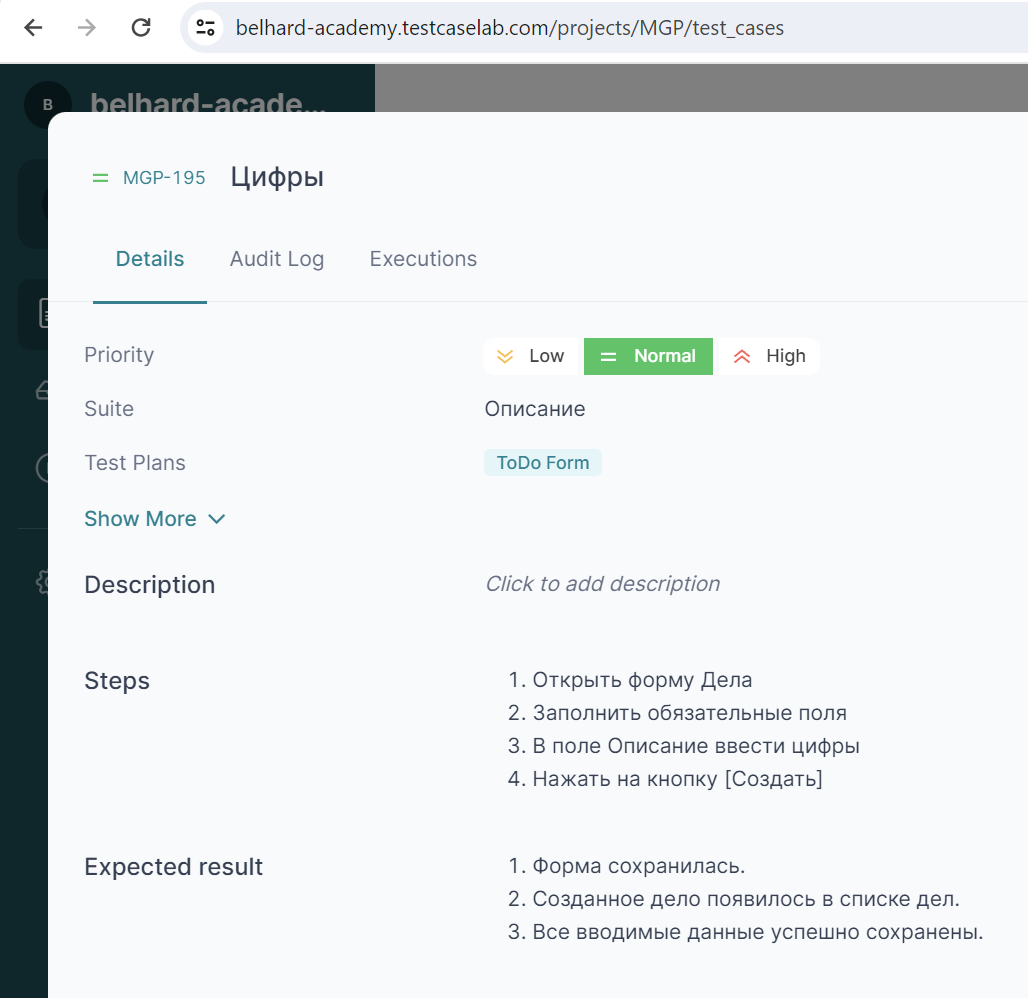 belhard-academy.testcaselab.com/projects/MGP/test_cases
B belhard-acade...
MGP-195 Цифры
Details Audit Log Executions
Priority Low Normal High
Suite Описание
Test Plans ToDo Form
Show More
Description Click to add description
Steps 1. Открыть форму Дела
2. Заполнить обязательные поля
3. В поле Описание ввести цифры
4. Нажать на кнопку [Создать]
Expected result 1. Форма сохранилась.
2. Созданное дело появилось в списке дел.
3. Все вводимые данные успешно сохранены.